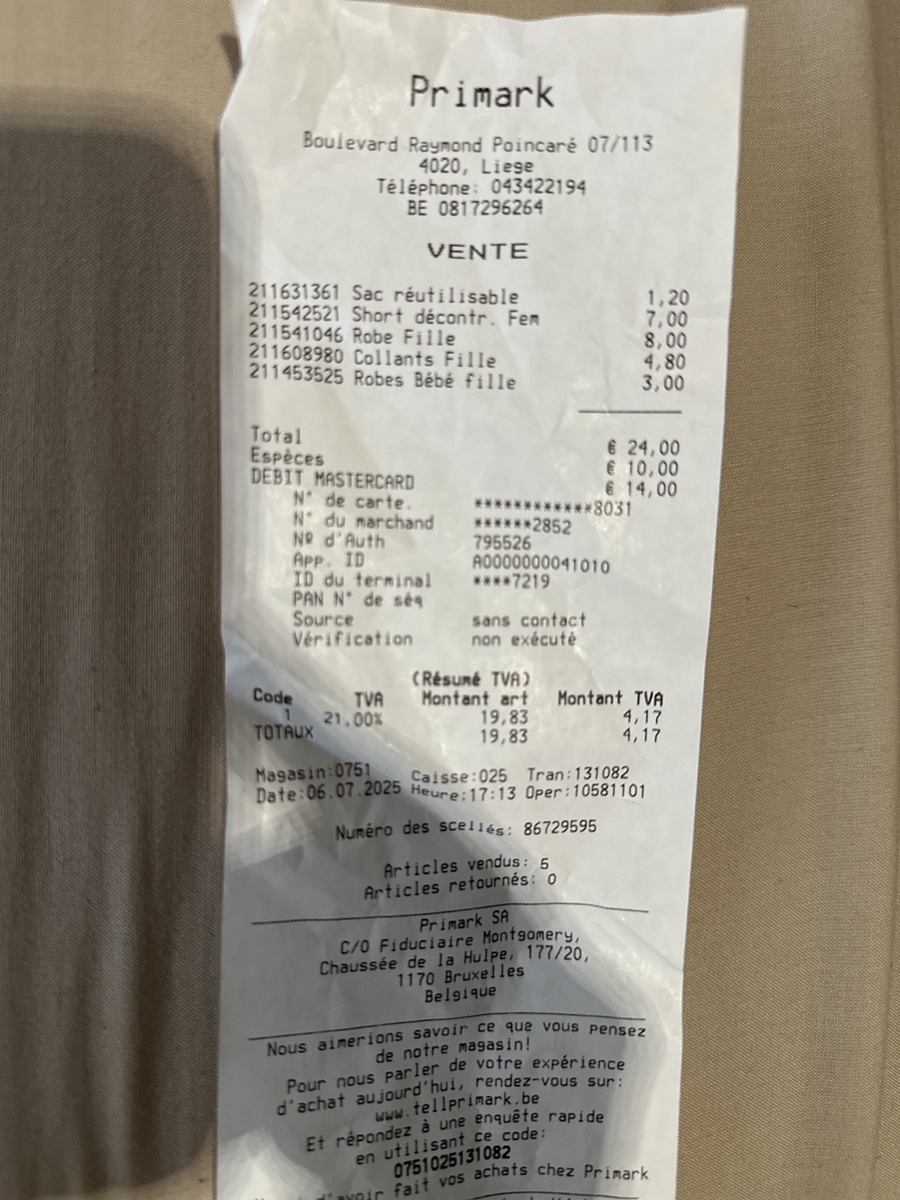 Primark
Boulevard Raymond Poincaré 07/113
4020, Liege
Téléphone: 043422194
BE 0817296264
VENTE
211631361 Sac réutilisable 1,20
211542521 Short décontr. Fem 7,00
211541046 Robe Fille 8,00
211608980 Collants Fille 4,80
211453525 Robes Bébé fille 3,00
Total € 24,00
Espèces € 10,00
DEBIT MASTERCARD € 14,00
N° de carte. ************8031
N° du marchand ******2852
Nº d'Auth 795526
App. ID A0000000041010
ID du terminal ****7219
PAN N° de séq
Source sans contact
Vérification non exécuté
(Résumé TVA)
Code TVA Montant art Montant TVA
1 21,00% 19,83 4,17
TOTAUX 19,83 4,17
Magasin:0751 Caisse:025 Tran:131082
Date:06.07.2025 Heure:17:13 Oper:10581101
Numéro des scellés: 86729595
Articles vendus: 5
Articles retournés: 0
Primark SA
C/O Fiduciaire Montgomery,
Chaussée de la Hulpe, 177/20,
1170 Bruxelles
Belgique
Nous aimerions savoir ce que vous pensez
de notre magasin!
Pour nous parler de votre expérience
d'achat aujourd'hui, rendez-vous sur:
www.tellprimark.be
Et répondez à une enquête rapide
en utilisant ce code:
0751025131082
d'avoir fait vos achats chez Primark